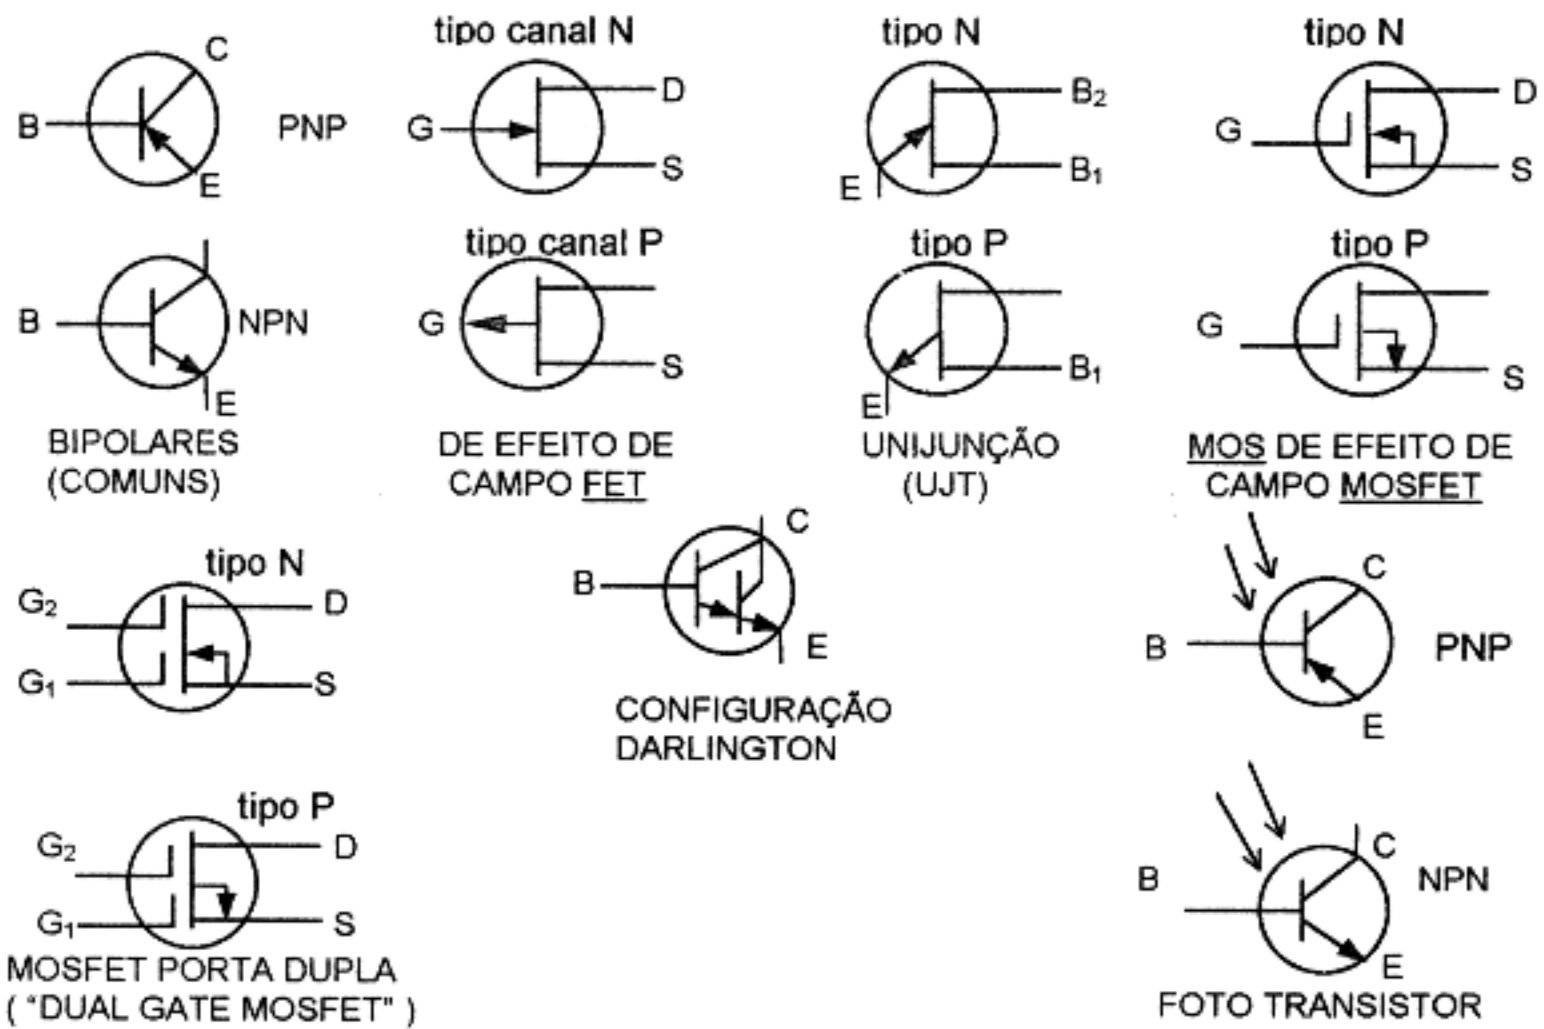 tipo canal N
tipo N
tipo N
C
B
PNP
E
G
D
S
B2
B1
E
G
D
S
tipo canal P
tipo P
tipo P
B
NPN
E
G
S
E
B1
G
S
BIPOLARES
(COMUNS)
DE EFEITO DE
CAMPO FET
UNIJUNÇÃO
(UJT)
MOS DE EFEITO DE
CAMPO MOSFET
tipo N
G2
D
G1
S
B
C
E
CONFIGURAÇÃO
DARLINGTON
C
B
PNP
E
tipo P
G2
D
G1
S
MOSFET PORTA DUPLA
( "DUAL GATE MOSFET" )
C
B
NPN
E
FOTO TRANSISTOR